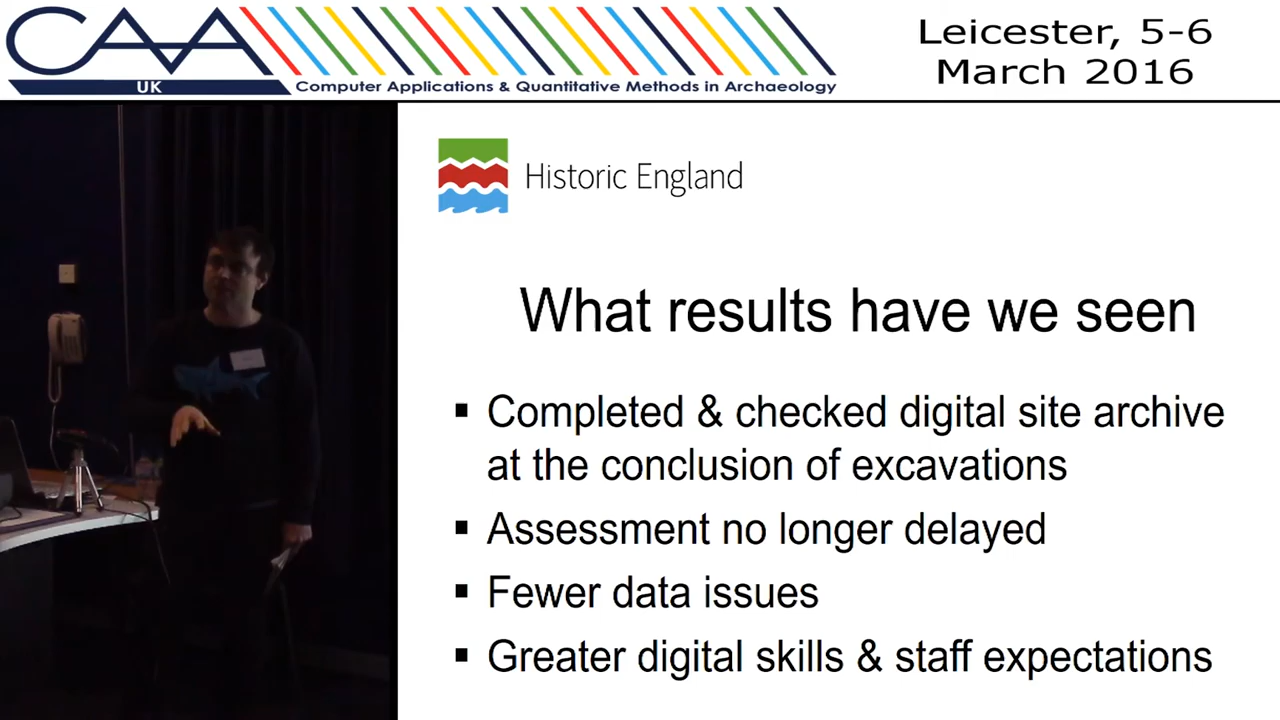 CAA
UK
Computer Applications & Quantitative Methods in Archaeology
Leicester, 5-6
March 2016
Historic England
What results have we seen
▪ Completed & checked digital site archive
at the conclusion of excavations
▪ Assessment no longer delayed
▪ Fewer data issues
▪ Greater digital skills & staff expectations